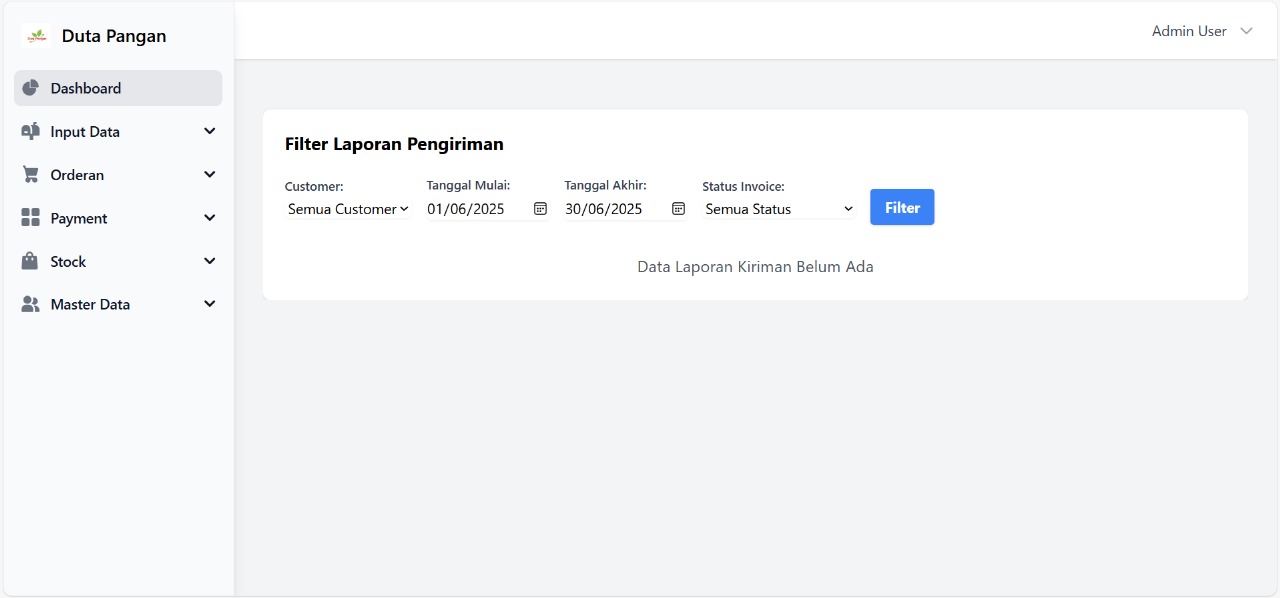 Duta Pangan
Admin User
Dashboard
Input Data
Orderan
Payment
Stock
Master Data
Filter Laporan Pengiriman
Customer: Tanggal Mulai: Tanggal Akhir: Status Invoice:
Semua Customer 01/06/2025 30/06/2025 Semua Status Filter
Data Laporan Kiriman Belum Ada